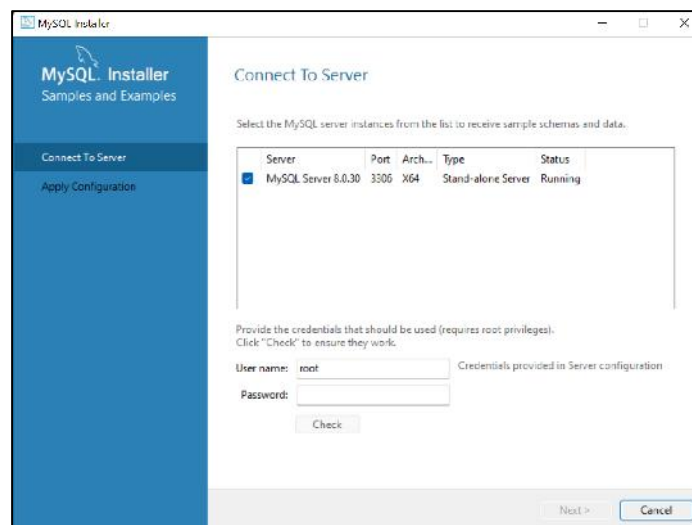 MySQL Installer
MySQL. Installer
Samples and Examples
Connect To Server
Apply Configuration
Connect To Server
Select the MySQL server instances from the list to receive sample schemas and data.
Server Port Arch... Type Status
MySQL Server 8.0.30 3306 X64 Stand-alone Server Running
Provide the credentials that should be used (requires root privileges).
Click "Check" to ensure they work.
User name: root Credentials provided in Server configuration
Password:
Check
Next > Cancel